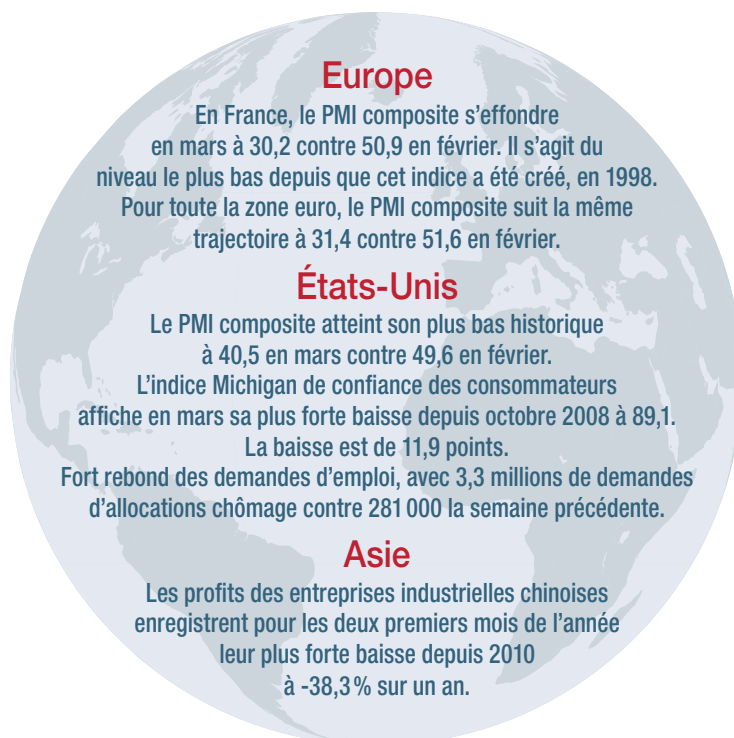 Europe
En France, le PMI composite s'effondre
en mars à 30,2 contre 50,9 en février. Il s'agit du
niveau le plus bas depuis que cet indice a été créé, en 1998.
Pour toute la zone euro, le PMI composite suit la même
trajectoire à 31,4 contre 51,6 en février.
États-Unis
Le PMI composite atteint son plus bas historique
à 40,5 en mars contre 49,6 en février.
L'indice Michigan de confiance des consommateurs
affiche en mars sa plus forte baisse depuis octobre 2008 à 89,1.
La baisse est de 11,9 points.
Fort rebond des demandes d'emploi, avec 3,3 millions de demandes
d'allocations chômage contre 281 000 la semaine précédente.
Asie
Les profits des entreprises industrielles chinoises
enregistrent pour les deux premiers mois de l'année
leur plus forte baisse depuis 2010
à -38,3 % sur un an.